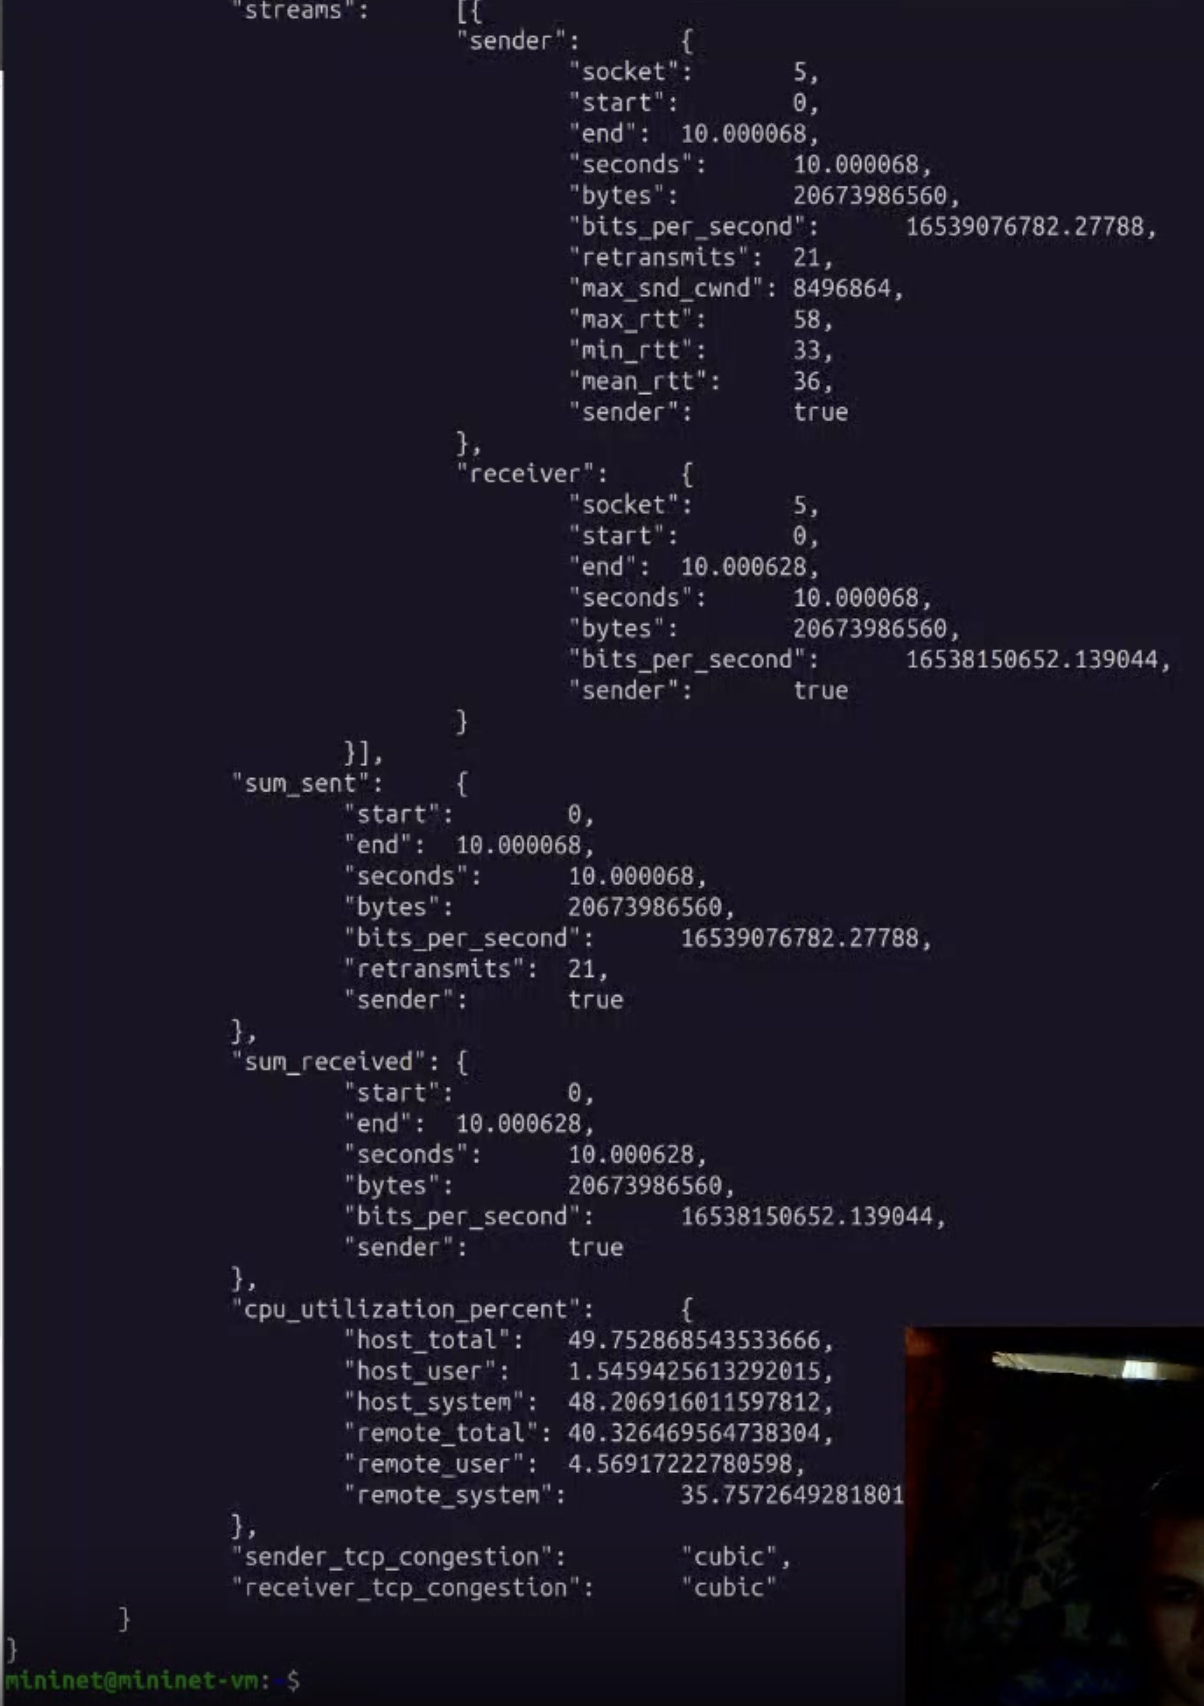 "streams": [{
"sender": {
"socket": 5,
"start": 0,
"end": 10.000068,
"seconds": 10.000068,
"bytes": 20673986560,
"bits_per_second": 16539076782.27788,
"retransmits": 21,
"max_snd_cwnd": 8496864,
"max_rtt": 58,
"min_rtt": 33,
"mean_rtt": 36,
"sender": true
},
"receiver": {
"socket": 5,
"start": 0,
"end": 10.000628,
"seconds": 10.000068,
"bytes": 20673986560,
"bits_per_second": 16538150652.139044,
"sender": true
}
}],
"sum_sent": {
"start": 0,
"end": 10.000068,
"seconds": 10.000068,
"bytes": 20673986560,
"bits_per_second": 16539076782.27788,
"retransmits": 21,
"sender": true
},
"sum_received": {
"start": 0,
"end": 10.000628,
"seconds": 10.000628,
"bytes": 20673986560,
"bits_per_second": 16538150652.139044,
"sender": true
},
"cpu_utilization_percent": {
"host_total": 49.752868543533666,
"host_user": 1.5459425613292015,
"host_system": 48.206916011597812,
"remote_total": 40.326469564738304,
"remote_user": 4.56917222780598,
"remote_system": 35.7572649281801
},
"sender_tcp_congestion": "cubic",
"receiver_tcp_congestion": "cubic"
}
}
mininet@mininet-vm:~$